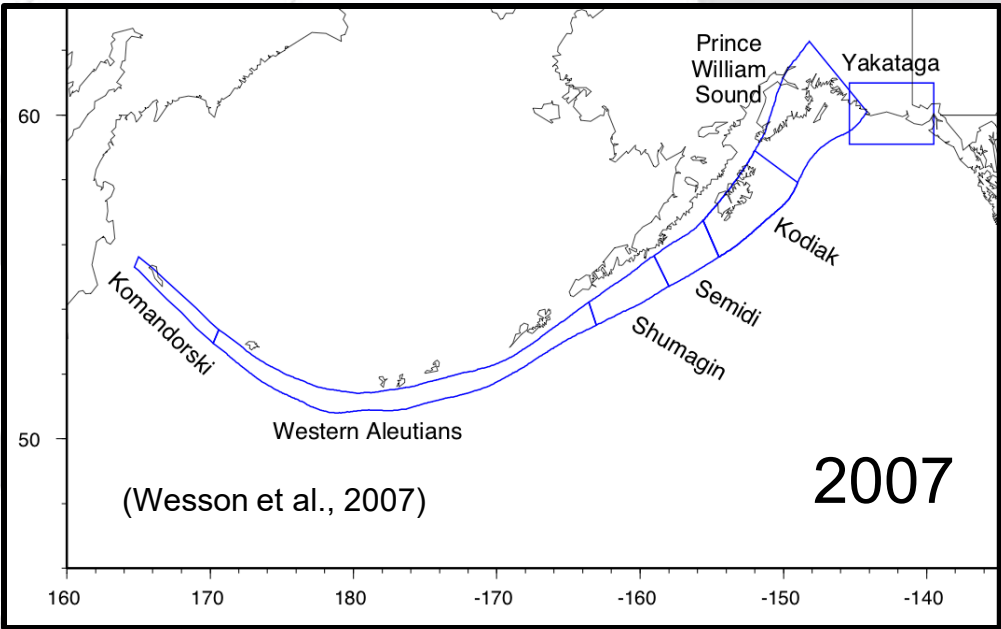 Prince
William
Sound
Yakataga
60
Kodiak
Semidi
Komandorski
Shumagin
50
Western Aleutians
(Wesson et al., 2007)
2007
160
170
180
-170
-160
-150
-140